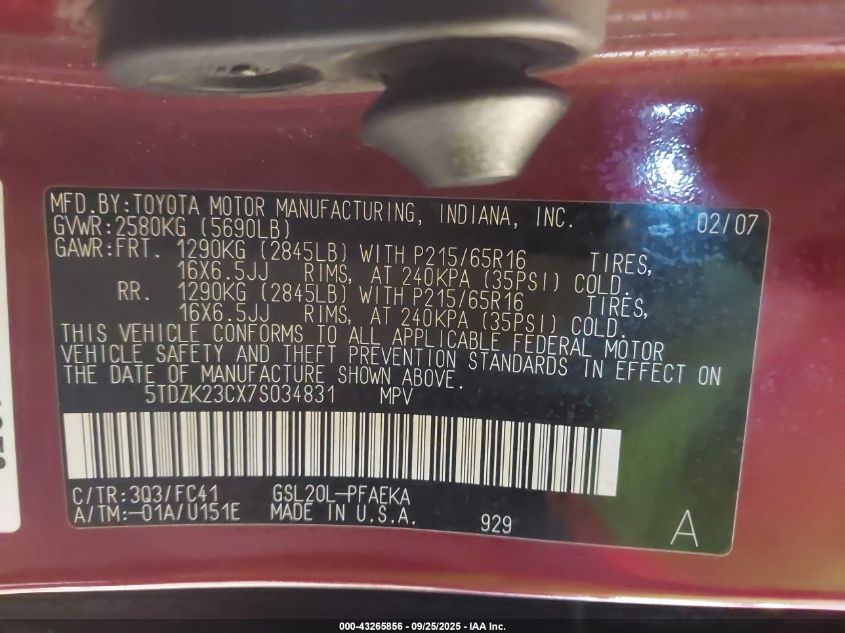 MFD.BY:TOYOTA MOTOR MANUFACTURING, INDIANA, INC. 02/07
GVWR:2580KG (5690LB)
GAWR:FRT. 1290KG (2845LB) WITH P215/65R16 TIRES,
16X6.5JJ RIMS, AT 240KPA (35PSI) COLD.
RR. 1290KG (2845LB) WITH P215/65R16 TIRES,
16X6.5JJ RIMS, AT 240KPA (35PSI) COLD.
THIS VEHICLE CONFORMS TO ALL APPLICABLE FEDERAL MOTOR
VEHICLE SAFETY AND THEFT PREVENTION STANDARDS IN EFFECT ON
THE DATE OF MANUFACTURE SHOWN ABOVE.
5TDZK23CX7S034831 MPV
C/TR:3Q3/FC41 GSL20L-PFAEKA
A/TM:-01A/U151E MADE IN U.S.A. 929 A
000-43265856 - 09/25/2025 - IAA Inc.